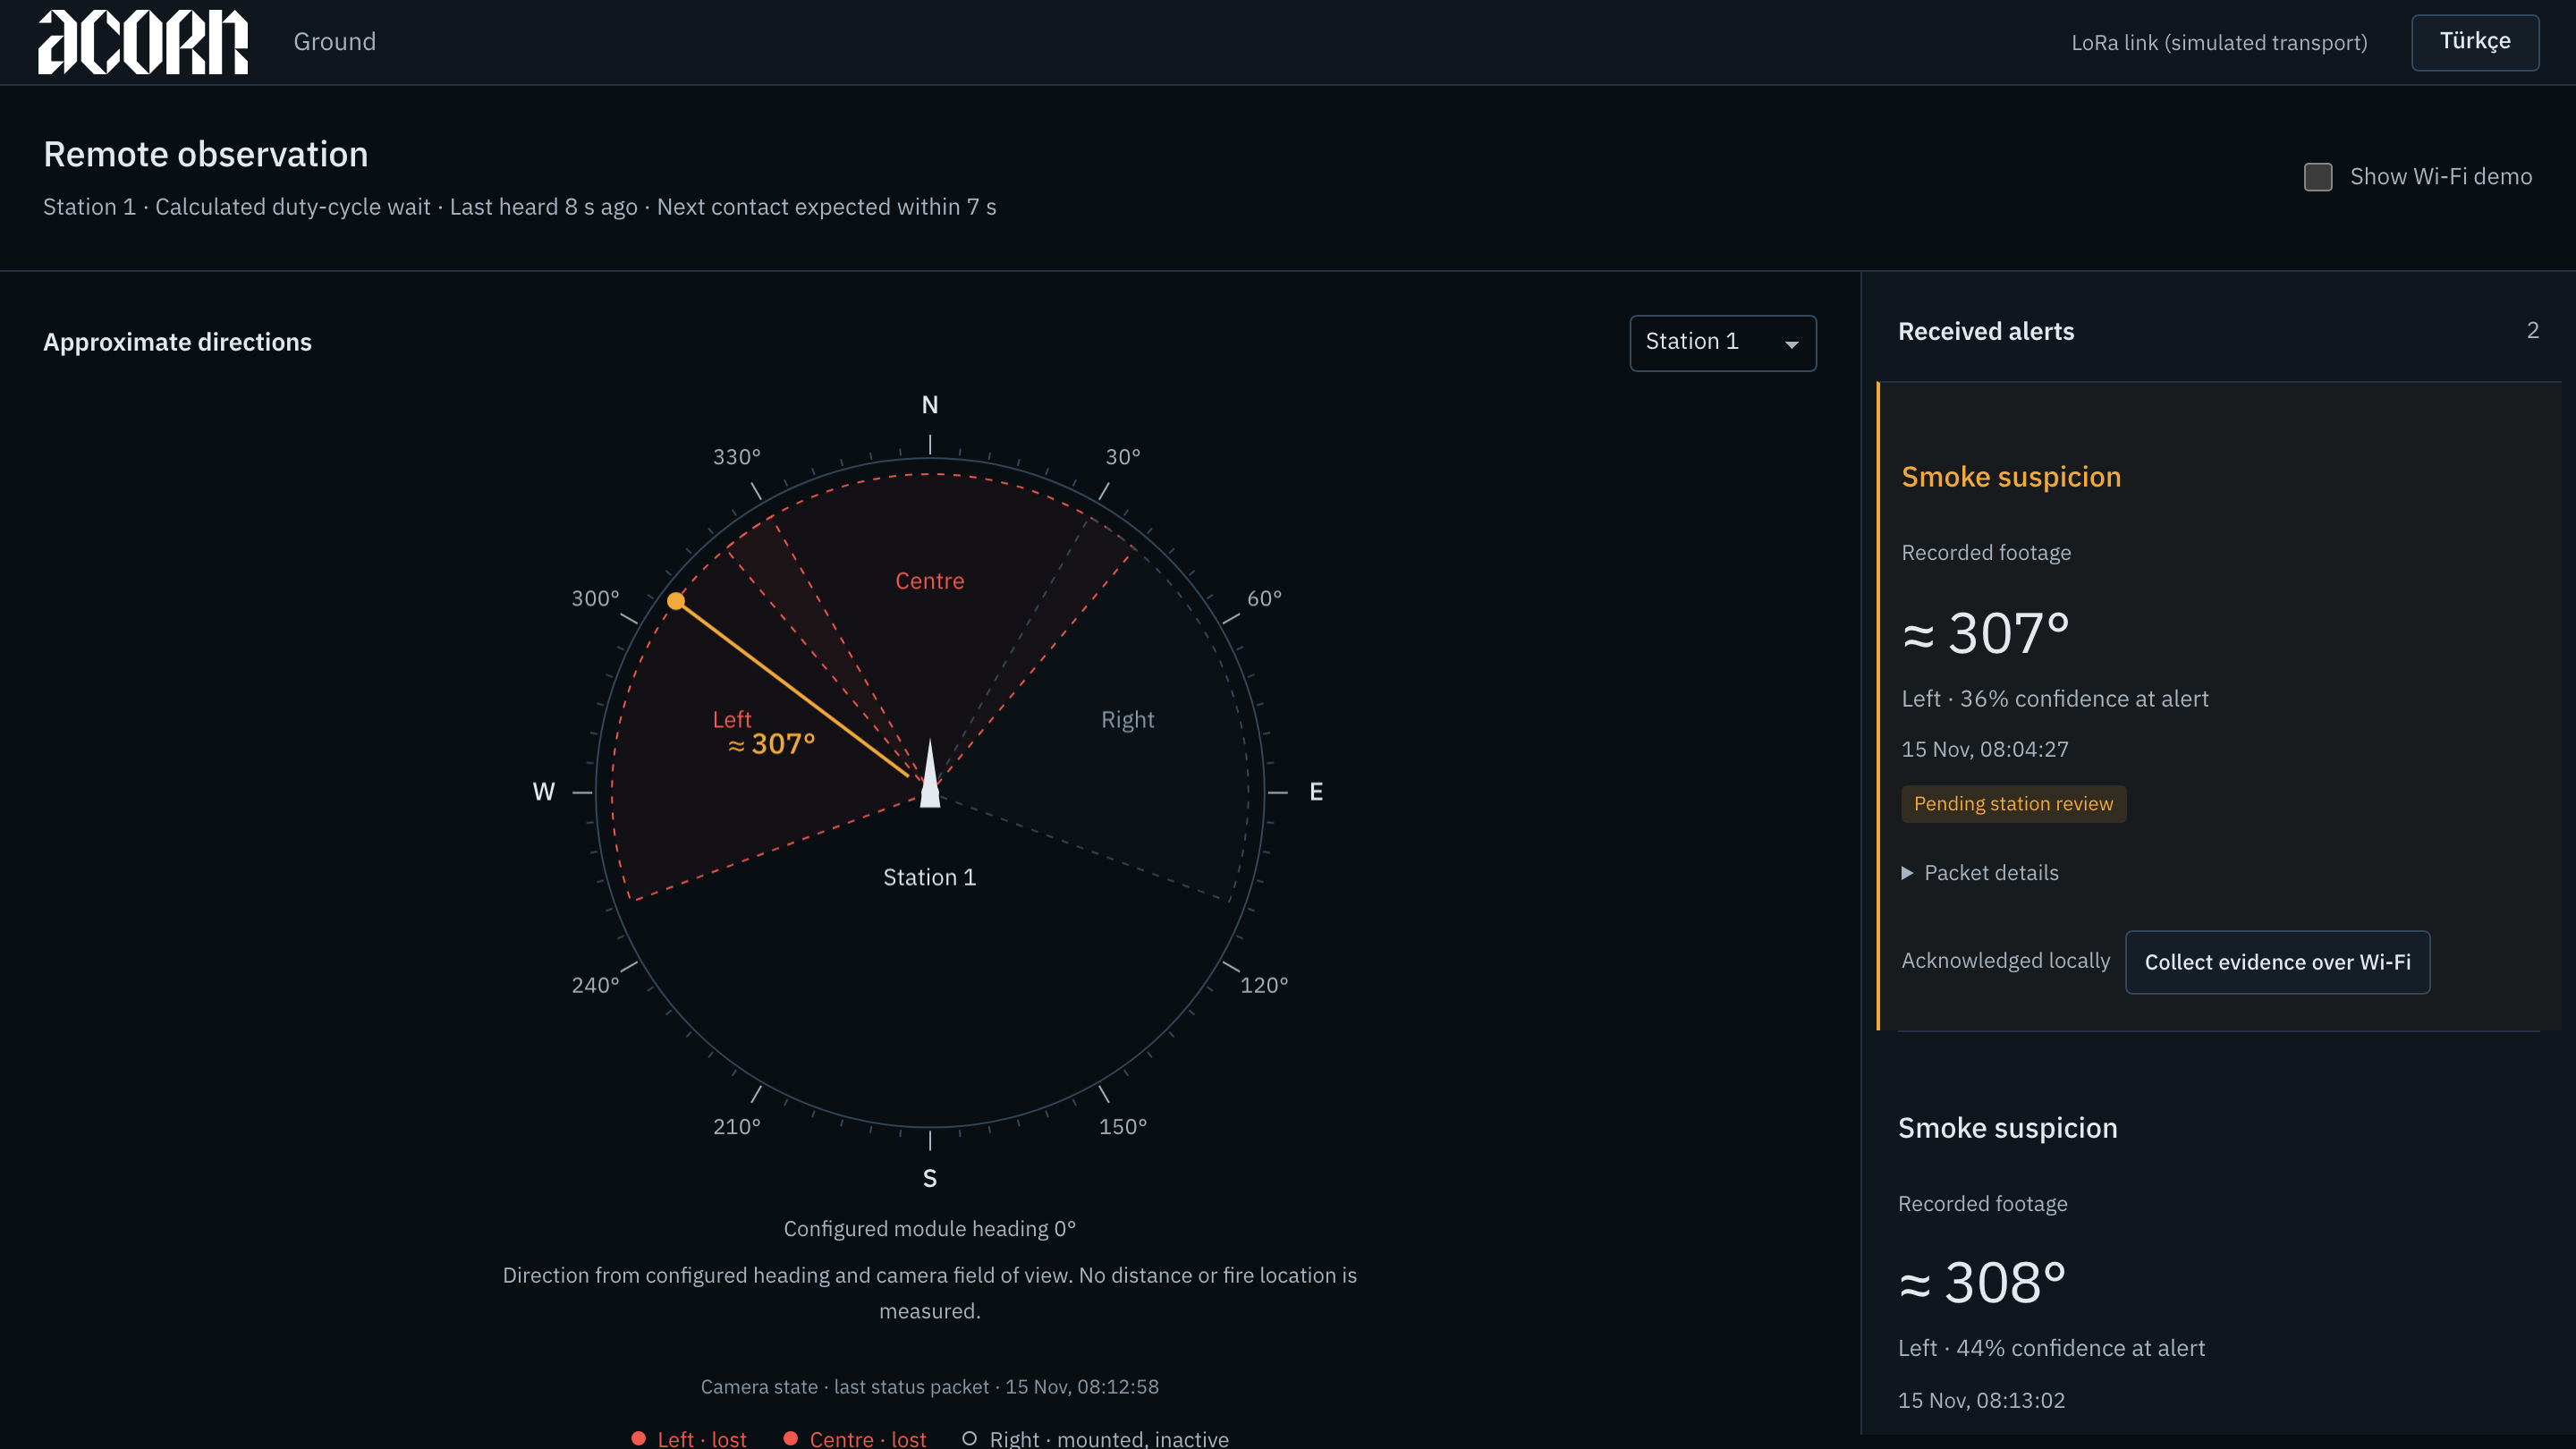 acorn
Ground
LoRa link (simulated transport)
Türkçe
Remote observation
Station 1 · Calculated duty-cycle wait · Last heard 8 s ago · Next contact expected within 7 s
Show Wi-Fi demo
Approximate directions
Station 1
N
330°
30°
300°
60°
Centre
Left
≈ 307°
Right
W
E
Station 1
240°
120°
210°
150°
S
Configured module heading 0°
Direction from configured heading and camera field of view. No distance or fire location is
measured.
Camera state · last status packet · 15 Nov, 08:12:58
Left · lost
Centre · lost
Right · mounted, inactive
Received alerts
2
Smoke suspicion
Recorded footage
≈ 307°
Left · 36% confidence at alert
15 Nov, 08:04:27
Pending station review
Packet details
Acknowledged locally
Collect evidence over Wi-Fi
Smoke suspicion
Recorded footage
≈ 308°
Left · 44% confidence at alert
15 Nov, 08:13:02